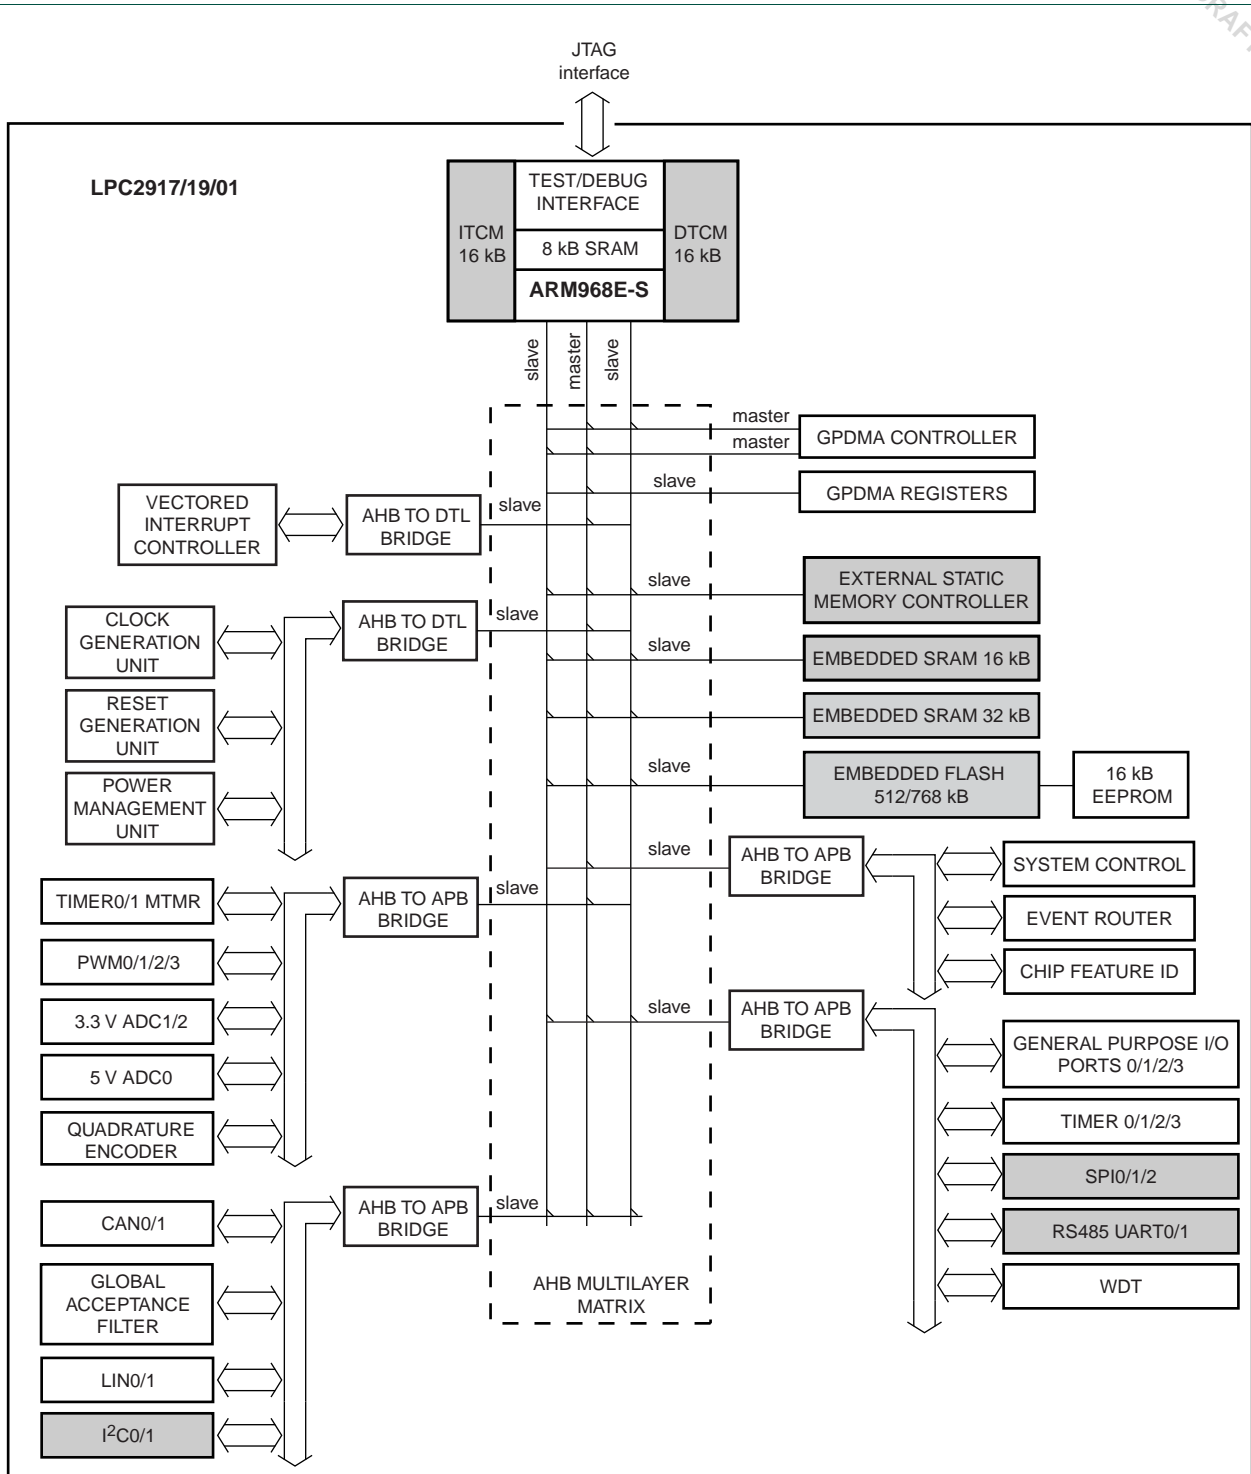 DRAFT
JTAG
interface
LPC2917/19/01
TEST/DEBUG
INTERFACE
ITCM
16 kB
8 kB SRAM
DTCM
16 kB
ARM968E-S
slave
master
slave
master
GPDMA CONTROLLER
master
slave
GPDMA REGISTERS
VECTORED
INTERRUPT
CONTROLLER
AHB TO DTL
BRIDGE
slave
slave
EXTERNAL STATIC
MEMORY CONTROLLER
CLOCK
GENERATION
UNIT
AHB TO DTL
BRIDGE
slave
slave
EMBEDDED SRAM 16 kB
RESET
GENERATION
UNIT
slave
EMBEDDED SRAM 32 kB
POWER
MANAGEMENT
UNIT
slave
EMBEDDED FLASH
512/768 kB
16 kB
EEPROM
slave
AHB TO APB
BRIDGE
SYSTEM CONTROL
TIMER0/1 MTMR
AHB TO APB
BRIDGE
slave
EVENT ROUTER
PWM0/1/2/3
CHIP FEATURE ID
3.3 V ADC1/2
slave
AHB TO APB
BRIDGE
GENERAL PURPOSE I/O
PORTS 0/1/2/3
5 V ADC0
QUADRATURE
ENCODER
TIMER 0/1/2/3
SPI0/1/2
CAN0/1
AHB TO APB
BRIDGE
slave
RS485 UART0/1
GLOBAL
ACCEPTANCE
FILTER
AHB MULTILAYER
MATRIX
WDT
LIN0/1
I2C0/1